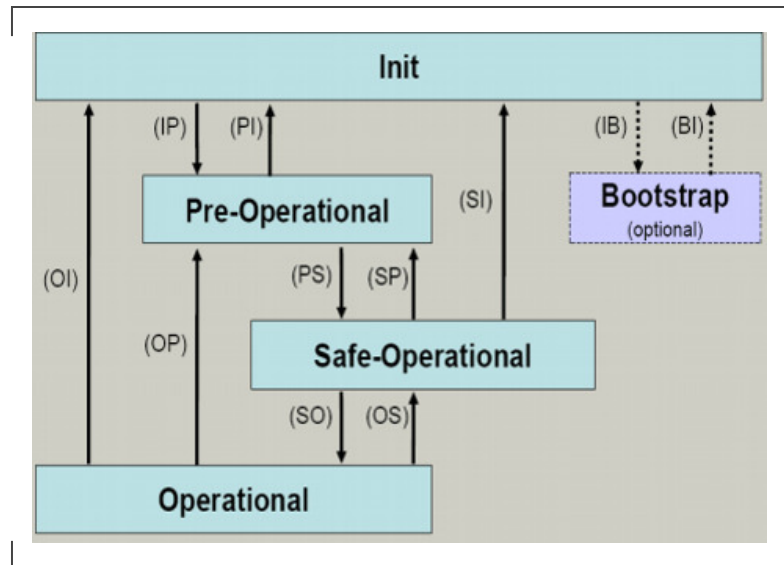 Init
(IP)
(PI)
(IB)
(BI)
Pre-Operational
(SI)
Bootstrap
(optional)
(OI)
(PS)
(SP)
(OP)
Safe-Operational
(SO)
(OS)
Operational